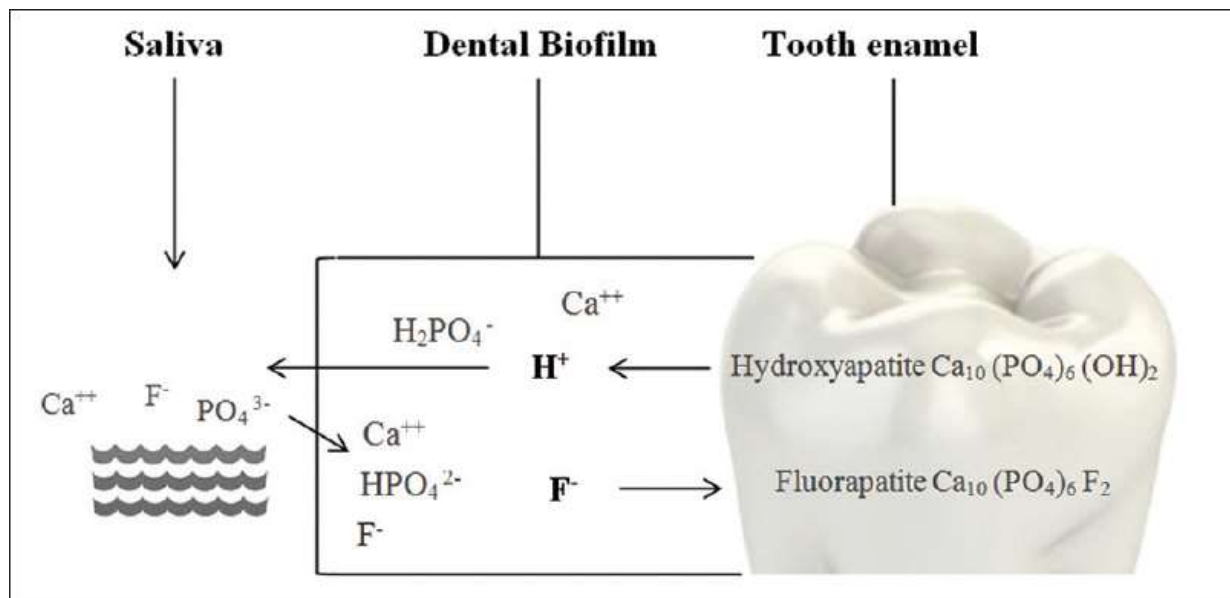 Saliva
Dental Biofilm
Tooth enamel
Ca⁺⁺
H₂PO₄⁻
H⁺
Hydroxyapatite Ca₁₀ (PO₄)₆ (OH)₂
Ca⁺⁺
F⁻
PO₄³⁻
Ca⁺⁺
HPO₄²⁻
F⁻
F⁻
Fluorapatite Ca₁₀ (PO₄)₆ F₂